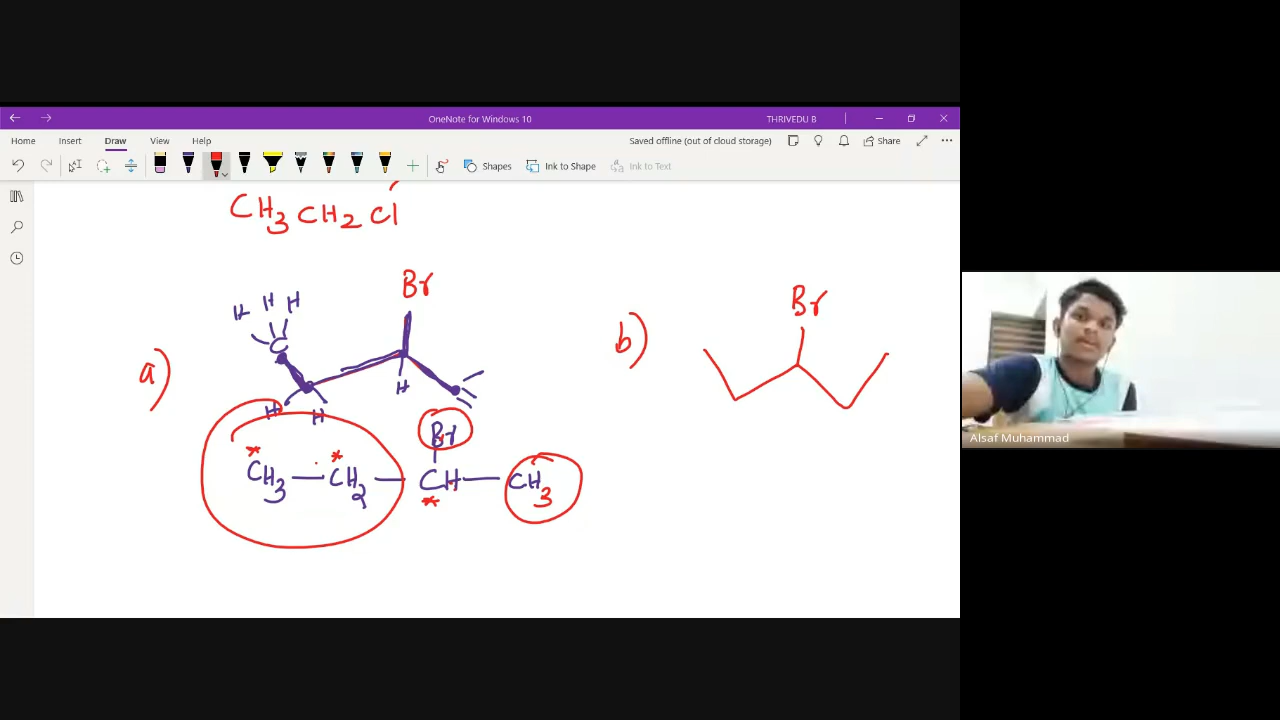 OneNote for Windows 10
THRIVEDU B
Home Insert Draw View Help
Saved offline (out of cloud storage)
Share
Shapes
Ink to Shape
Ink to Text
CH3 CH2 Cl
Br
H H H
C
a)
H
H H
Br
CH3 — CH2 — CH — CH3
b)
Br
Alsaf Muhammad